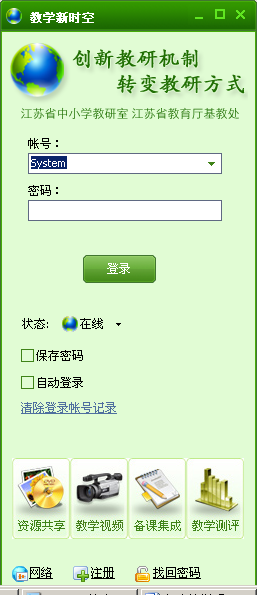 教学新时空
创新教研机制
转变教研方式
江苏省中小学教研室 江苏省教育厅基教处
帐号：
System
密码：
登录
状态: 在线
保存密码
自动登录
清除登录帐号记录
资源共享 教学视频 备课集成 教学测评
网络 注册 找回密码